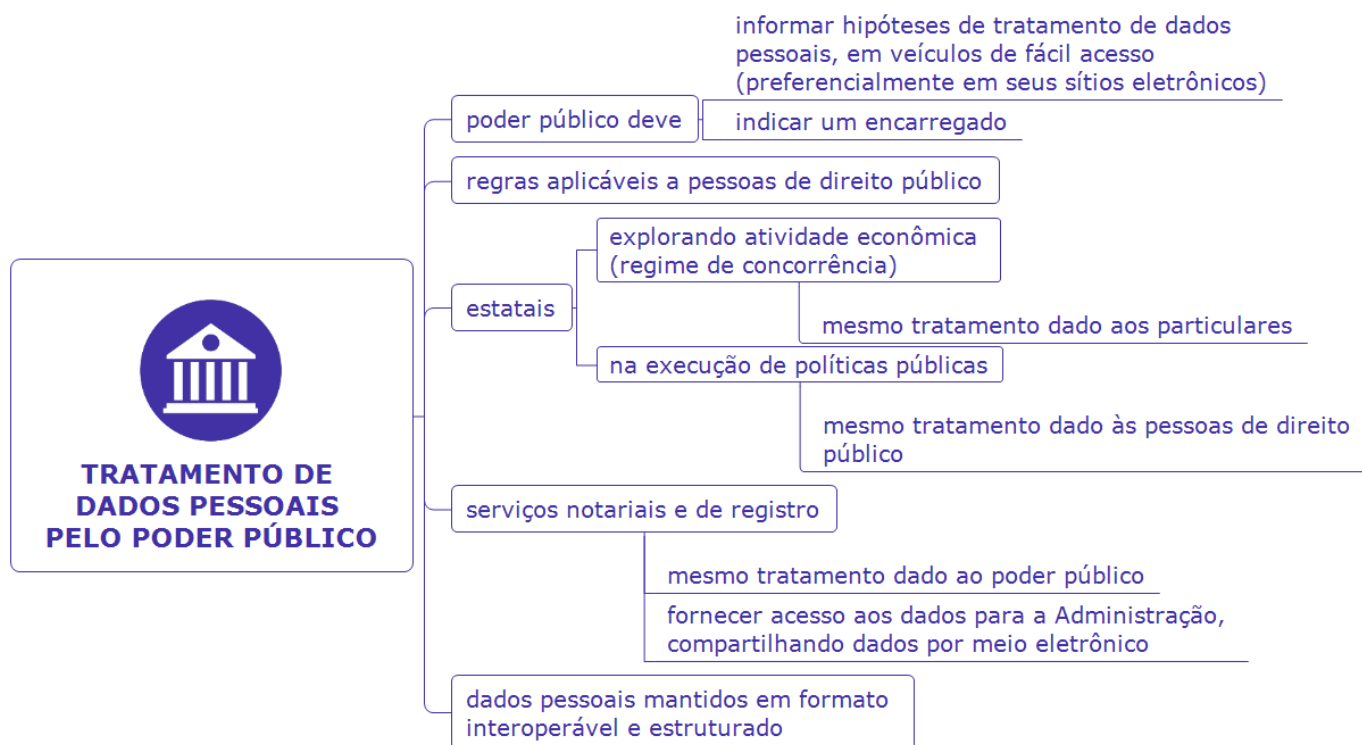 informar hipóteses de tratamento de dados
pessoais, em veículos de fácil acesso
(preferencialmente em seus sítios eletrônicos)
poder público deve
indicar um encarregado
regras aplicáveis a pessoas de direito público
explorando atividade econômica
(regime de concorrência)
estatais
mesmo tratamento dado aos particulares
na execução de políticas públicas
mesmo tratamento dado às pessoas de direito
público
TRATAMENTO DE
DADOS PESSOAIS
PELO PODER PÚBLICO
serviços notariais e de registro
mesmo tratamento dado ao poder público
fornecer acesso aos dados para a Administração,
compartilhando dados por meio eletrônico
dados pessoais mantidos em formato
interoperável e estruturado